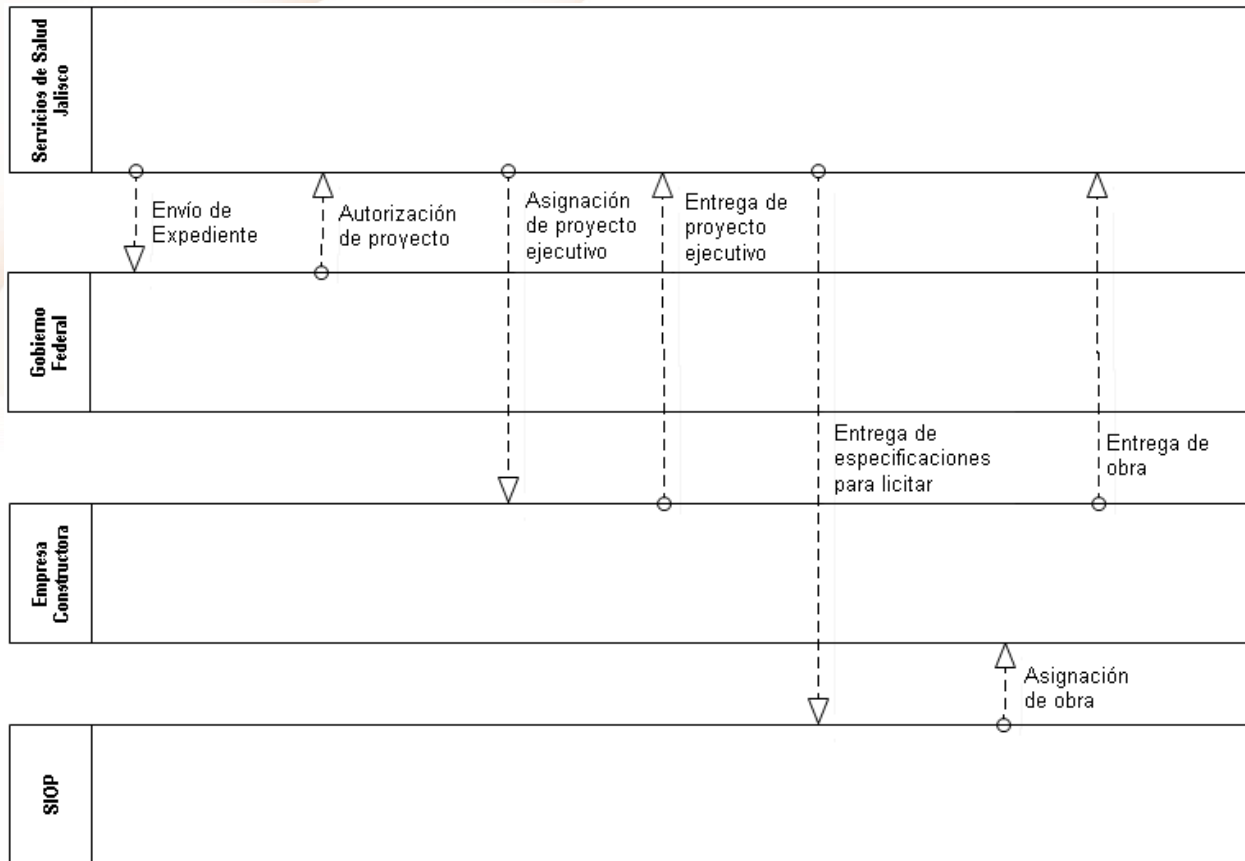 Servicios de Salud
Jalisco
Envío de
Expediente
Autorización
de proyecto
Asignación
de proyecto
ejecutivo
Entrega de
proyecto
ejecutivo
Gobierno
Federal
Entrega de
especificaciones
para licitar
Entrega de
obra
Empresa
Constructora
Asignación
de obra
SIOP